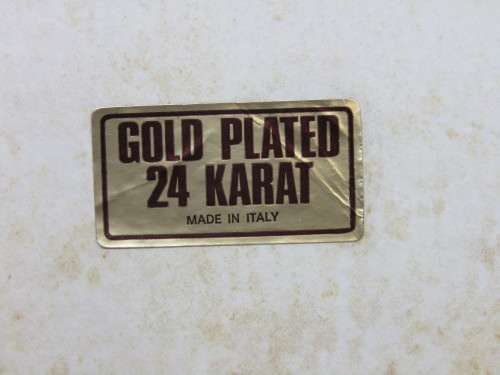 GOLD PLATED
24 KARAT
MADE IN ITALY